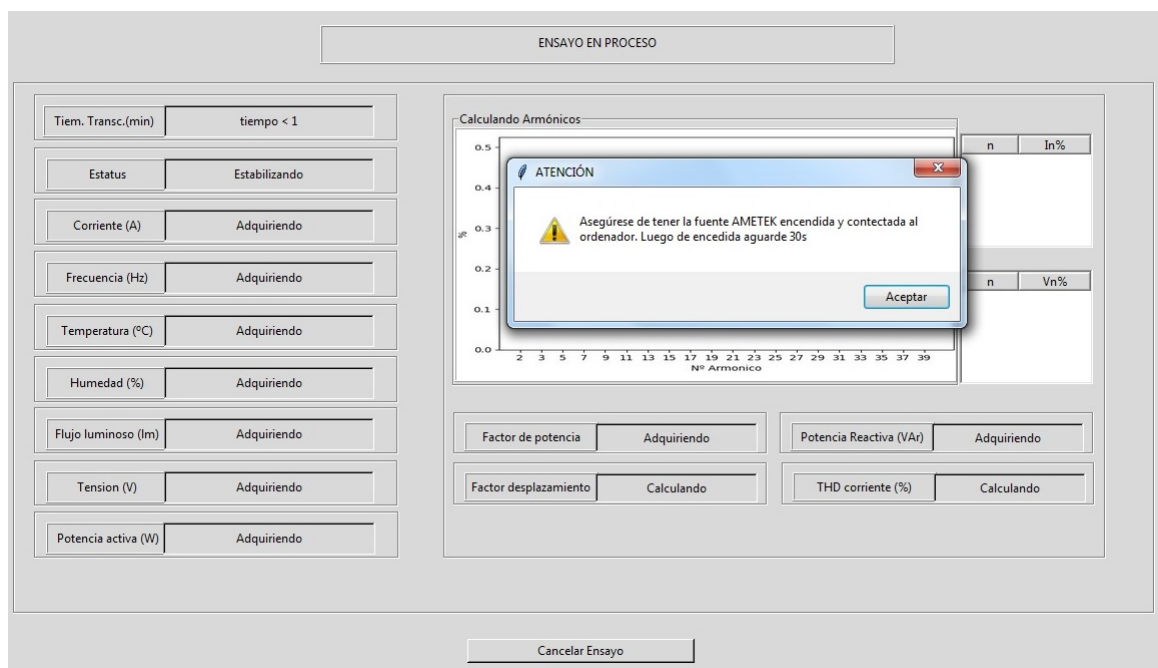 ENSAYO EN PROCESO
Tiem. Transc.(min) tiempo < 1
Estatus Estabilizando
Corriente (A) Adquiriendo
Frecuencia (Hz) Adquiriendo
Temperatura (ºC) Adquiriendo
Humedad (%) Adquiriendo
Flujo luminoso (lm) Adquiriendo
Tension (V) Adquiriendo
Potencia activa (W) Adquiriendo
Calculando Armónicos
0.5
0.4
0.3
0.2
0.1
0.0
%
2 3 5 7 9 11 13 15 17 19 21 23 25 27 29 31 33 35 37 39
Nº Armonico
n In%
n Vn%
ATENCIÓN
Asegúrese de tener la fuente AMETEK encendida y contectada al
ordenador. Luego de encedida aguarde 30s
Aceptar
Factor de potencia Adquiriendo
Potencia Reactiva (VAr) Adquiriendo
Factor desplazamiento Calculando
THD corriente (%) Calculando
Cancelar Ensayo